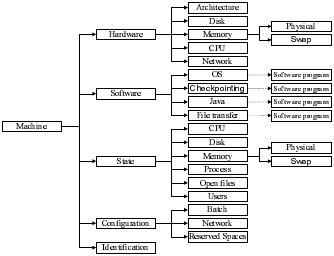 Architecture
Disk
Hardware
Memory
Physical
Swap
CPU
Network
OS
Software program
Software
Checkpointing
Software program
Java
Software program
File transfer
Software program
Machine
CPU
Disk
State
Memory
Physical
Swap
Process
Open files
Users
Batch
Configuration
Network
Reserved Spaces
Identification